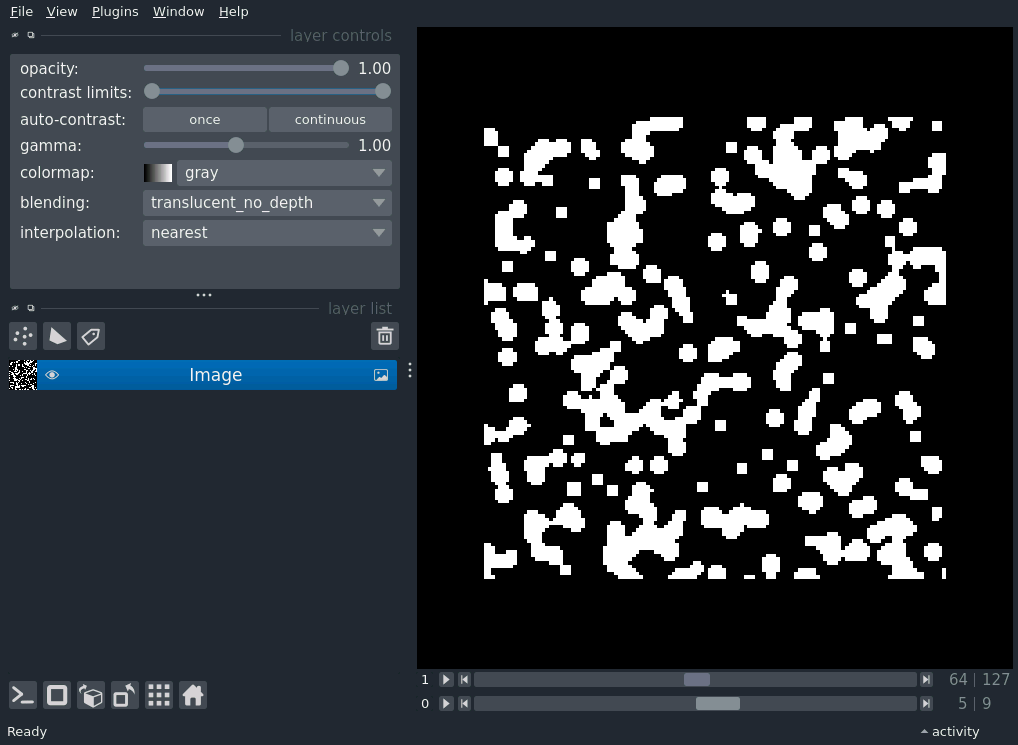 File View Plugins Window Help
layer controls
opacity: 1.00
contrast limits:
auto-contrast: once continuous
gamma: 1.00
colormap: gray
blending: translucent_no_depth
interpolation: nearest
layer list
Image
1 64 | 127
0 5 | 9
Ready activity